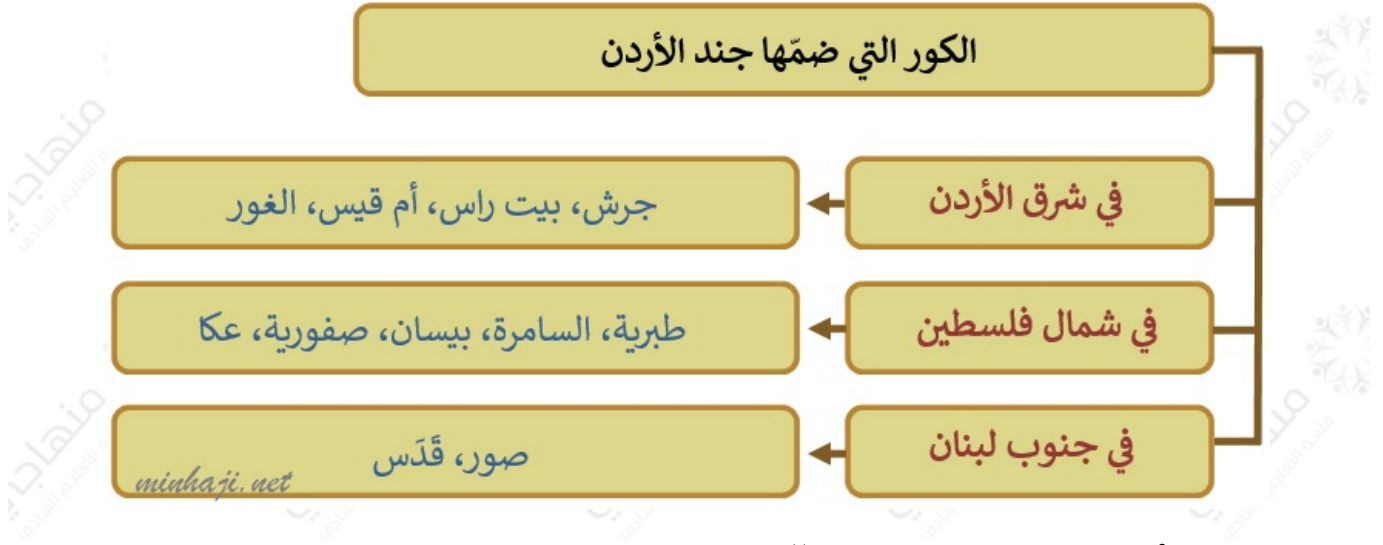 الكور التي ضمّها جند الأردن
في شرق الأردن
جرش، بيت راس، أم قيس، الغور
في شمال فلسطين
طبرية، السامرة، بيسان، صفورية، عكا
في جنوب لبنان
صور، قَدَس
minhaji.net